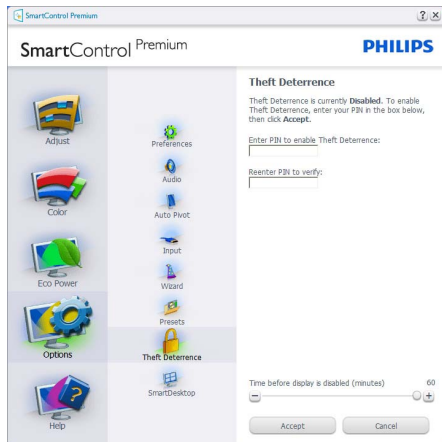 SmartControl Premium
? ×
SmartControl Premium
PHILIPS
Adjust
Color
Eco Power
Options
Help
Preferences
Audio
Auto Pivot
Input
Wizard
Presets
Theft Deterrence
SmartDesktop
Theft Deterrence
Theft Deterrence is currently Disabled. To enable
Theft Deterrence, enter your PIN in the box below,
then click Accept.
Enter PIN to enable Theft Deterrence:
Reenter PIN to verify:
Time before display is disabled (minutes) 60
Accept Cancel